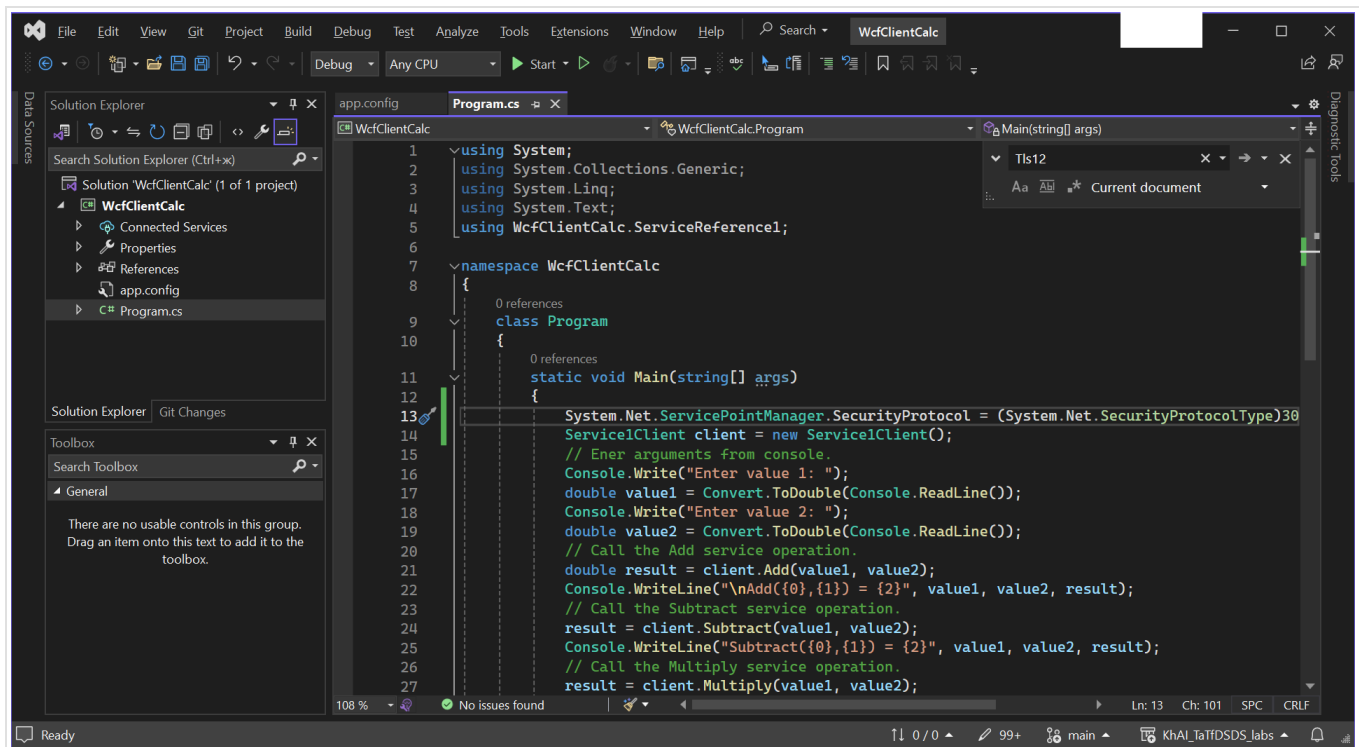 File Edit View Git Project Build Debug Test Analyze Tools Extensions Window Help Search WcfClientCalc
Debug Any CPU Start
Data Sources
Solution Explorer
Search Solution Explorer (Ctrl+ж)
Solution 'WcfClientCalc' (1 of 1 project)
WcfClientCalc
Connected Services
Properties
References
app.config
C# Program.cs
Solution Explorer Git Changes
Toolbox
Search Toolbox
General
There are no usable controls in this group.
Drag an item onto this text to add it to the
toolbox.
app.config Program.cs
C# WcfClientCalc WcfClientCalc.Program Main(string[] args)
Tls12
Aa Ab .* Current document
1 using System;
2 using System.Collections.Generic;
3 using System.Linq;
4 using System.Text;
5 using WcfClientCalc.ServiceReference1;
6
7 namespace WcfClientCalc
8 {
0 references
9 class Program
10 {
0 references
11 static void Main(string[] args)
12 {
13 System.Net.ServicePointManager.SecurityProtocol = (System.Net.SecurityProtocolType)30
14 Service1Client client = new Service1Client();
15 // Ener arguments from console.
16 Console.Write("Enter value 1: ");
17 double value1 = Convert.ToDouble(Console.ReadLine());
18 Console.Write("Enter value 2: ");
19 double value2 = Convert.ToDouble(Console.ReadLine());
20 // Call the Add service operation.
21 double result = client.Add(value1, value2);
22 Console.WriteLine("\nAdd({0},{1}) = {2}", value1, value2, result);
23 // Call the Subtract service operation.
24 result = client.Subtract(value1, value2);
25 Console.WriteLine("Subtract({0},{1}) = {2}", value1, value2, result);
26 // Call the Multiply service operation.
27 result = client.Multiply(value1, value2);
108 % No issues found Ln: 13 Ch: 101 SPC CRLF
Diagnostic Tools
Ready 0 / 0 99+ main KhAI_TaTfDSDS_labs